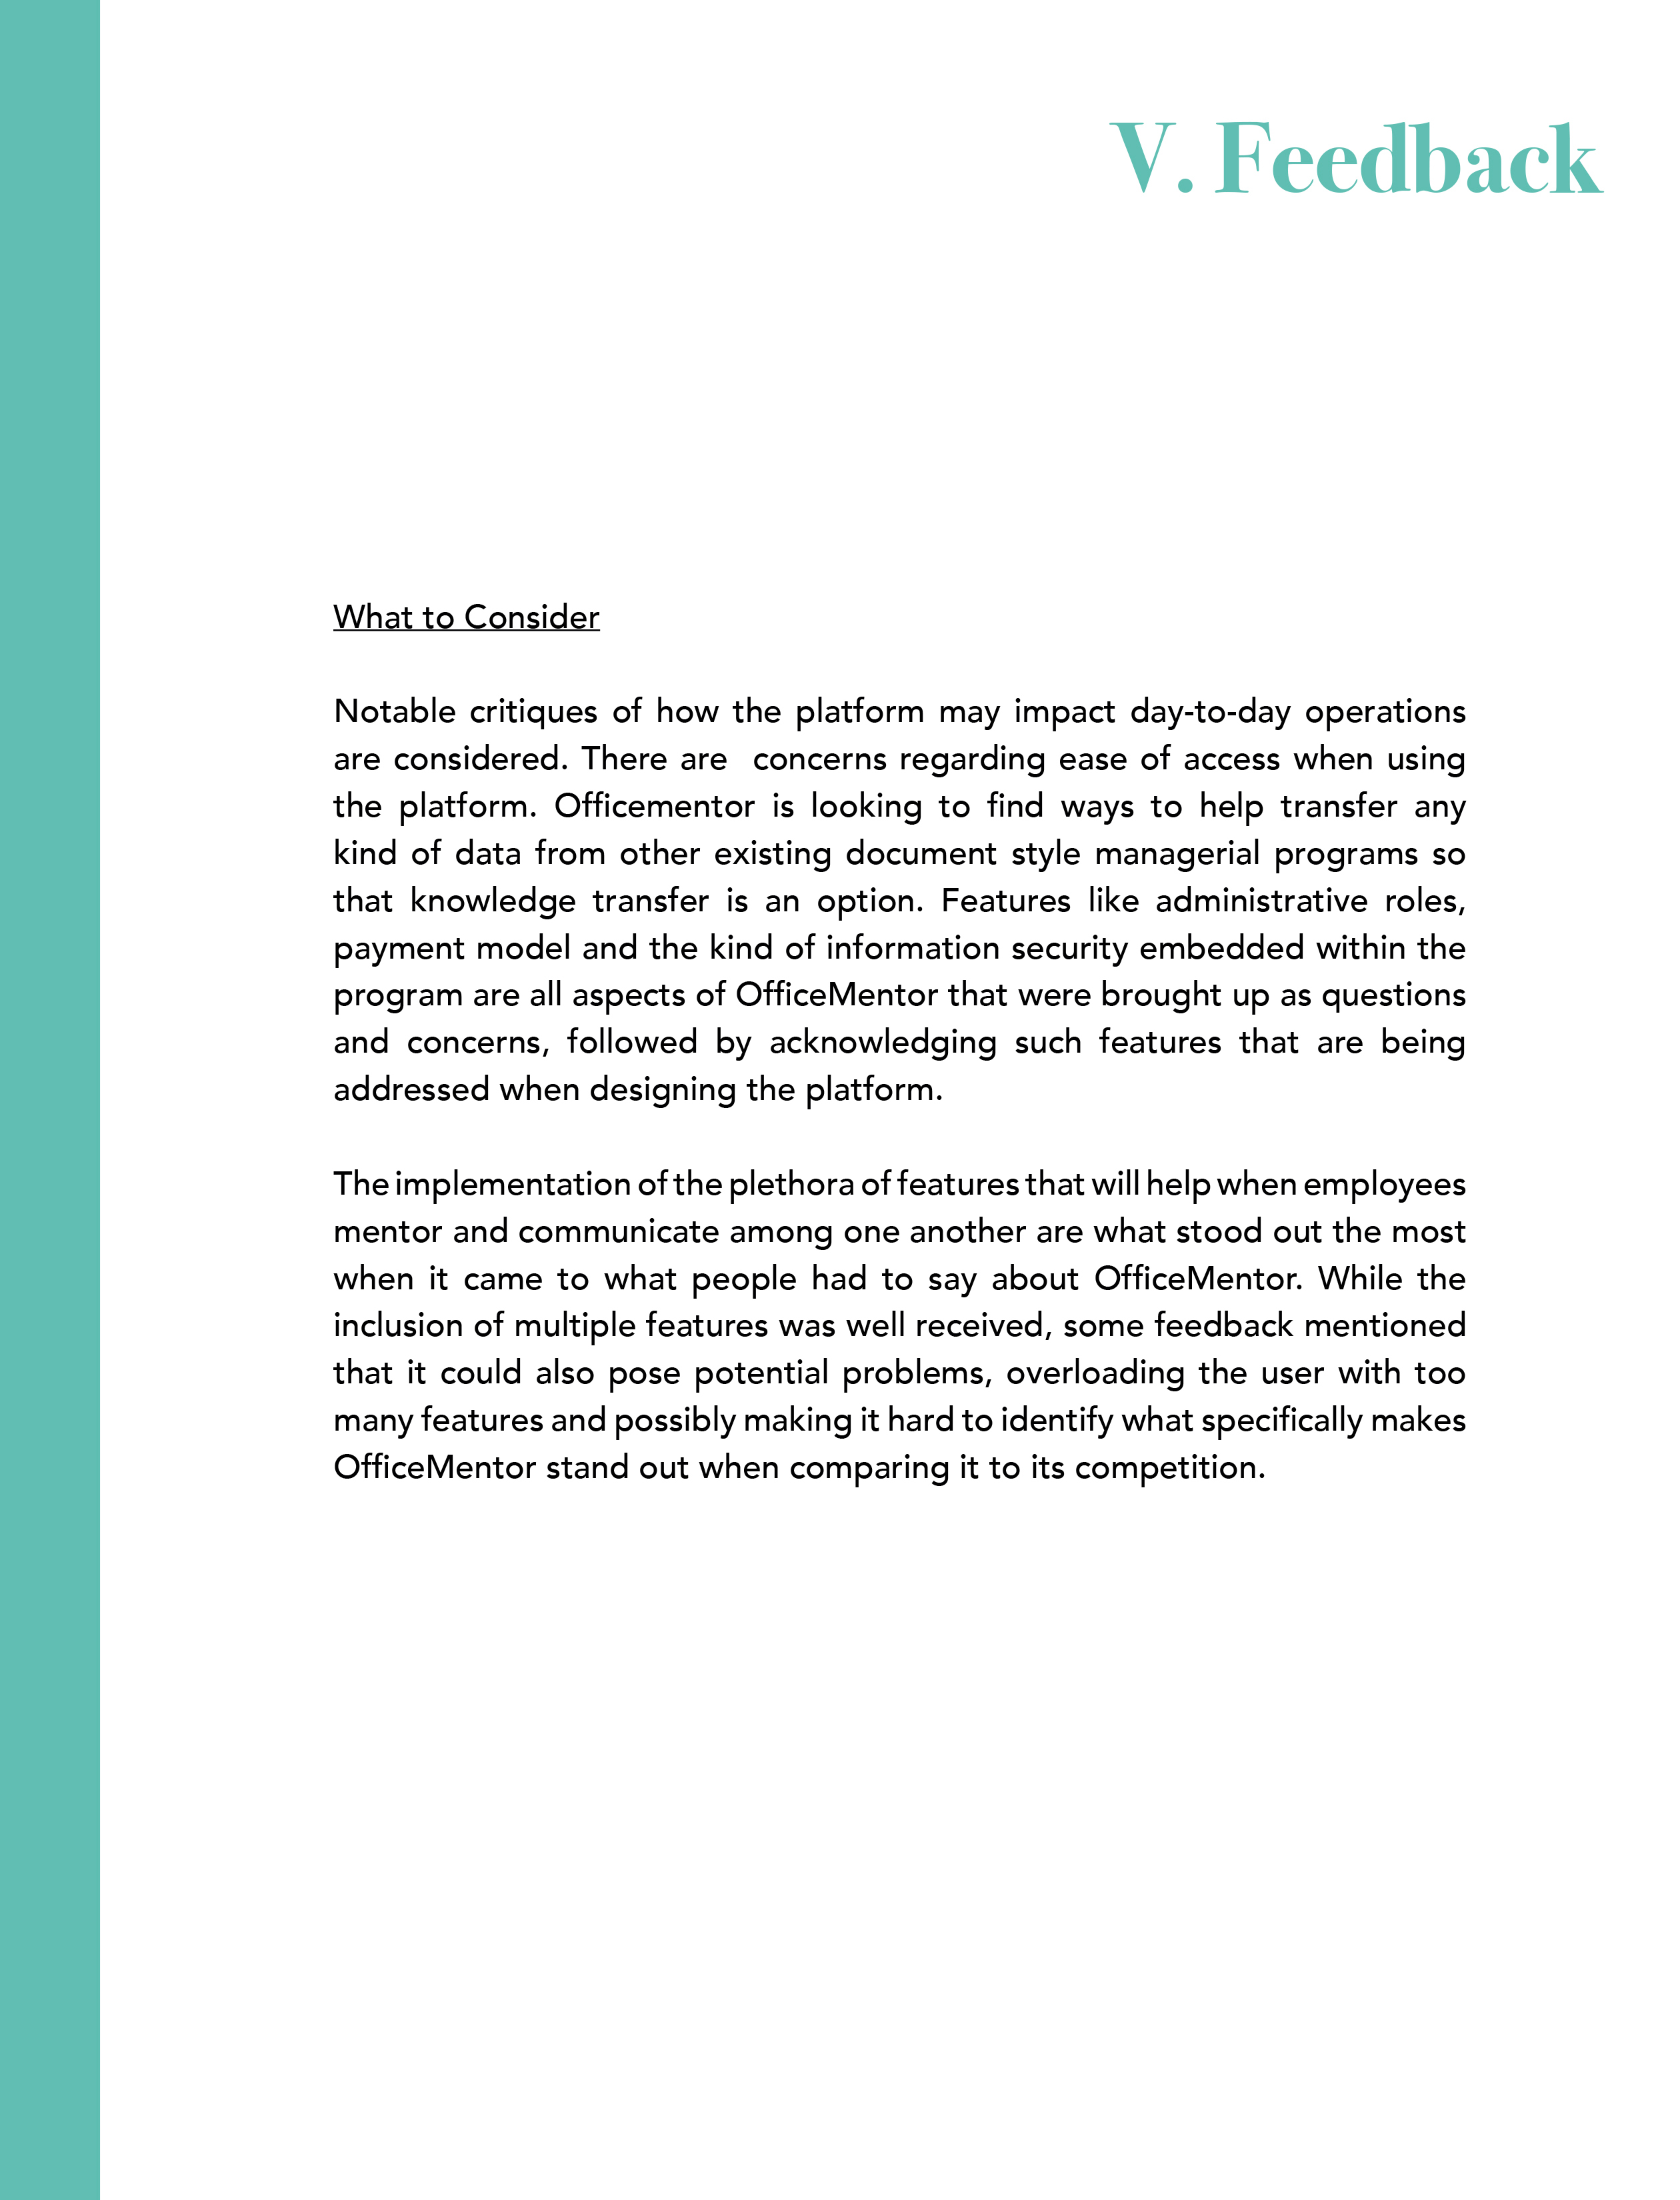 V. Feedback
What to Consider
Notable critiques of how the platform may impact day-to-day operations
are considered. There are  concerns regarding ease of access when using
the platform. Officementor is looking to find ways to help transfer any
kind of data from other existing document style managerial programs so
that knowledge transfer is an option. Features like administrative roles,
payment model and the kind of information security embedded within the
program are all aspects of OfficeMentor that were brought up as questions
and concerns, followed by acknowledging such features that are being
addressed when designing the platform.
The implementation of the plethora of features that will help when employees
mentor and communicate among one another are what stood out the most
when it came to what people had to say about OfficeMentor. While the
inclusion of multiple features was well received, some feedback mentioned
that it could also pose potential problems, overloading the user with too
many features and possibly making it hard to identify what specifically makes
OfficeMentor stand out when comparing it to its competition.